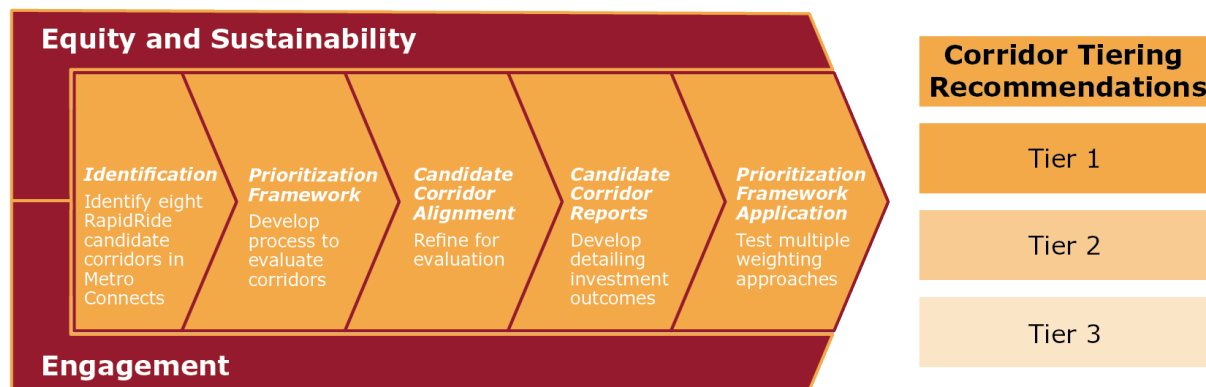 Equity and Sustainability
Identification
Identify eight
RapidRide
candidate
corridors in
Metro
Connects
Prioritization
Framework
Develop
process to
evaluate
corridors
Candidate
Corridor
Alignment
Refine for
evaluation
Candidate
Corridor
Reports
Develop
detailing
investment
outcomes
Prioritization
Framework
Application
Test multiple
weighting
approaches
Engagement
Corridor Tiering
Recommendations
Tier 1
Tier 2
Tier 3